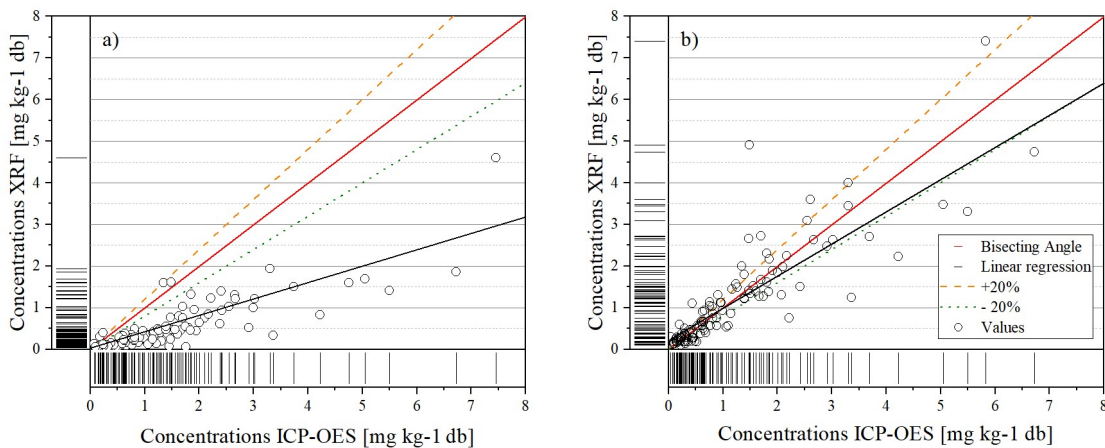 a)
Concentrations XRF [mg kg-1 db]
8
7
6
5
4
3
2
1
0
0 1 2 3 4 5 6 7 8
Concentrations ICP-OES [mg kg-1 db]
b)
Concentrations XRF [mg kg-1 db]
8
7
6
5
4
3
2
1
0
Bisecting Angle
Linear regression
+20%
- 20%
Values
0 1 2 3 4 5 6 7 8
Concentrations ICP-OES [mg kg-1 db]